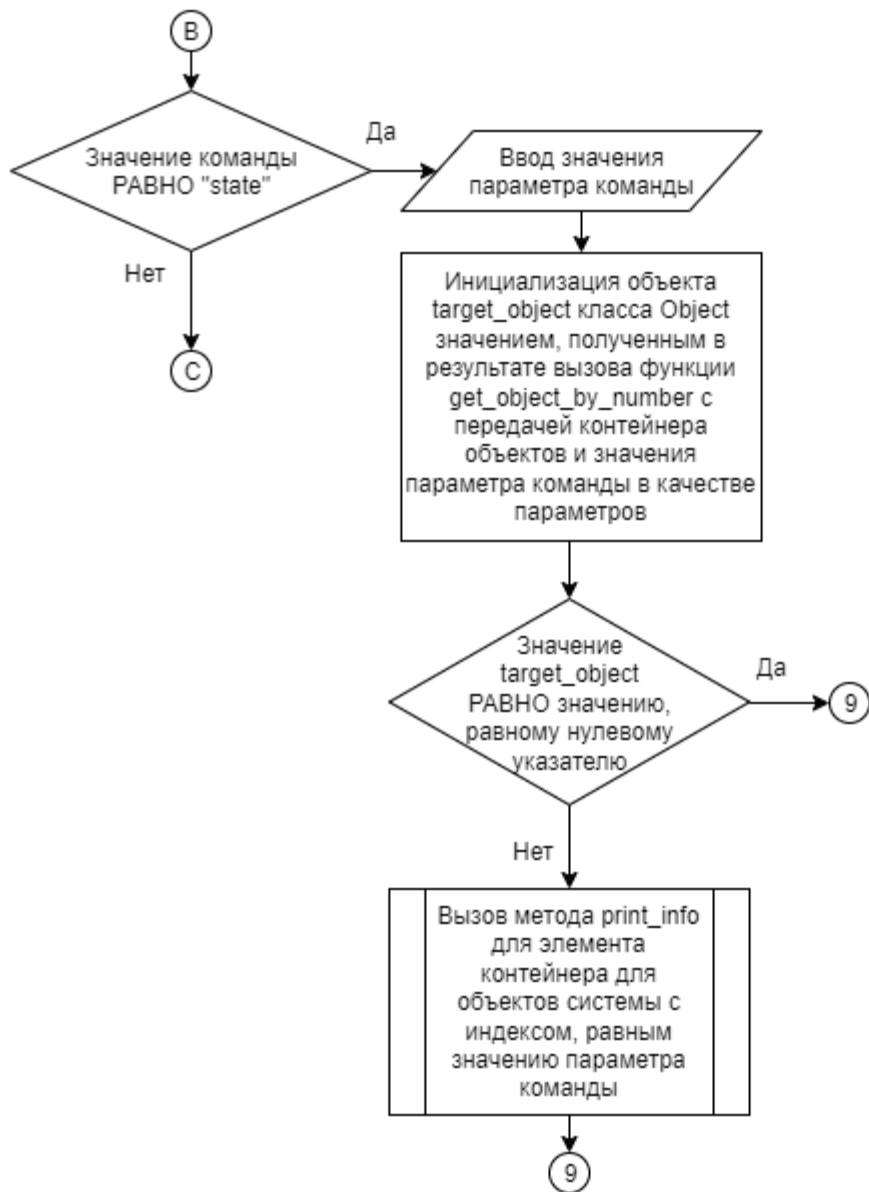 B
Значение команды
РАВНО "state"
Да
Ввод значения
параметра команды
Нет
C
Инициализация объекта
target_object класса Object
значением, полученным в
результате вызова функции
get_object_by_number с
передачей контейнера
объектов и значения
параметра команды в качестве
параметров
Значение
target_object
РАВНО значению,
равному нулевому
указателю
Да
9
Нет
Вызов метода print_info
для элемента
контейнера для
объектов системы с
индексом, равным
значению параметра
команды
9